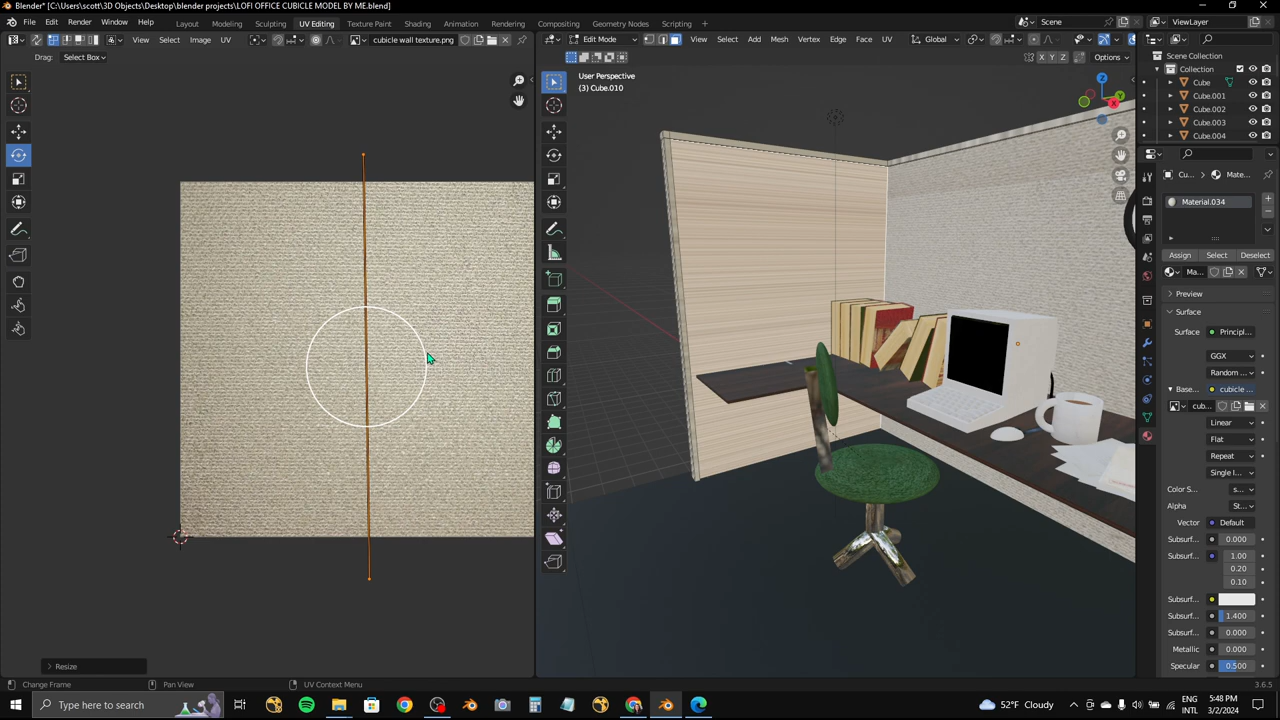 Blender* [C:\Users\scott\3D Objects\Desktop\blender projects\LOFI OFFICE CUBICLE MODEL BY ME.blend]
File Edit Render Window Help Layout Modeling Sculpting UV Editing Texture Paint Shading Animation Rendering Compositing Geometry Nodes Scripting + Scene ViewLayer
View Select Image UV cubicle wall texture.png Edit Mode View Select Add Mesh Vertex Edge Face UV Global
Drag: Select Box X Y Z Options
User Perspective
(3) Cube.010
Scene Collection
Collection
Cube
Cube.001
Cube.002
Cube.003
Cube.004
Z
Y
X
Cu... Mate...
Material.034
Assign Select Deselect
Ma...
Preview
Surface
Surface Principl...
GGX
Random ...
Base... cubicle ...
cub...
Linear
Flat
Repeat
Single I...
Color S... s...
Alpha St...
Vector Default
Subsurf... 0.000
Subsurf... 1.00
0.20
0.10
Subsurf...
Subsurf... 1.400
Subsurf... 0.000
Metallic 0.000
Specular 0.500
Resize
Change Frame Pan View UV Context Menu 3.6.5
Type here to search 52°F Cloudy ENG INTL 5:48 PM 3/2/2024